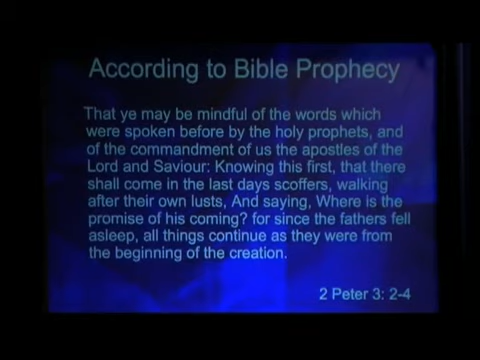 According to Bible Prophecy
That ye may be mindful of the words which
were spoken before by the holy prophets, and
of the commandment of us the apostles of the
Lord and Saviour: Knowing this first, that there
shall come in the last days scoffers, walking
after their own lusts, And saying, Where is the
promise of his coming? for since the fathers fell
asleep, all things continue as they were from
the beginning of the creation.
2 Peter 3: 2-4